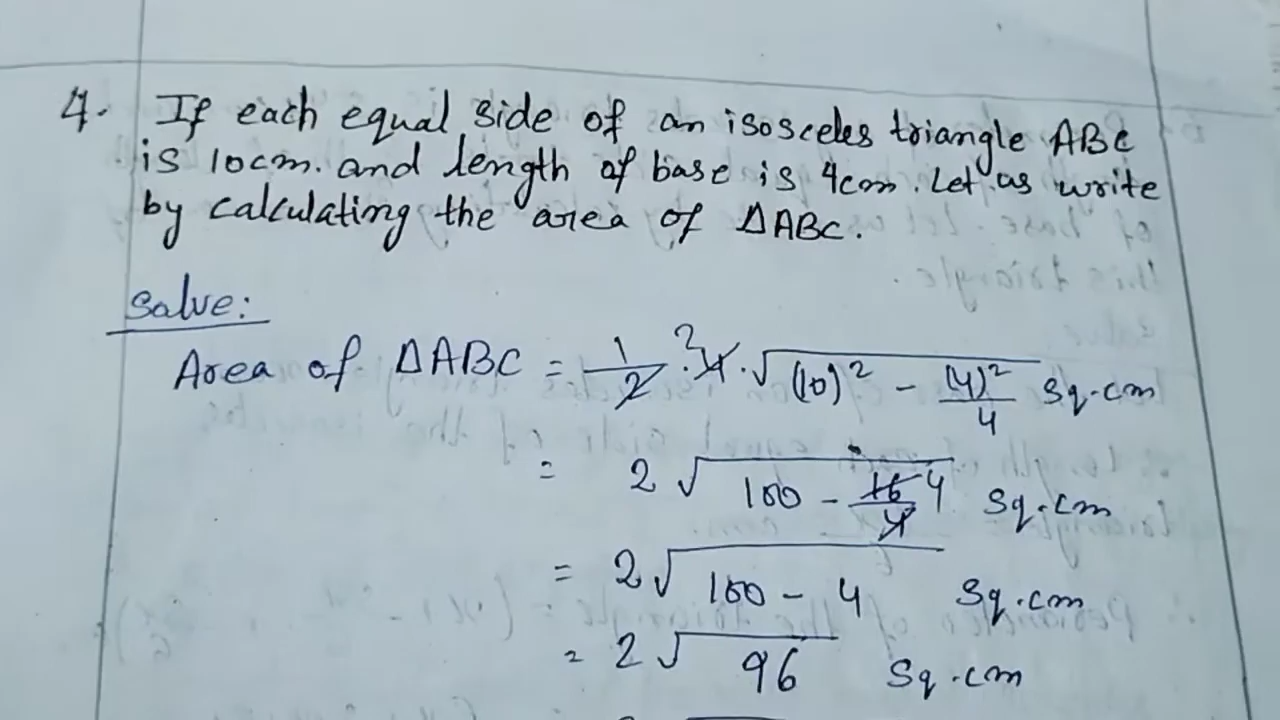 4. If each equal side of an isosceles triangle ABC
is 10cm. and length of base is 4cm. Let us write
by calculating the area of ΔABC.
Solve:
Area of ΔABC = 1/2 · 4 2 · √(10)² - (4)²/4 Sq.cm
= 2 √100 - 16/4 4 Sq.cm
= 2√100 - 4 Sq.cm
= 2√96 Sq.cm